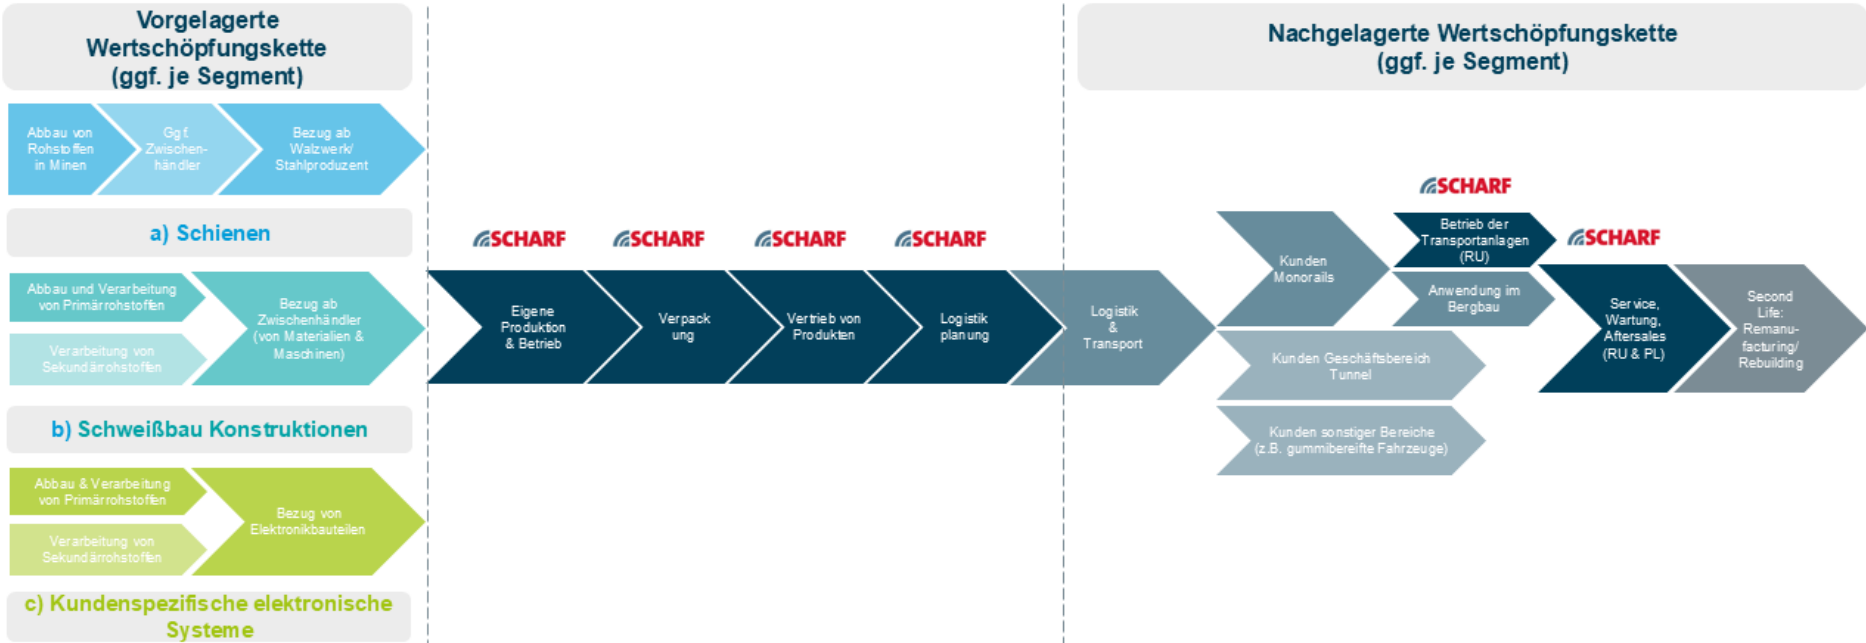 Vorgelagerte
Wertschöpfungskette
(ggf. je Segment)
Abbau von
Rohstoffen
in Minen
Ggf.
Zwischen-
händler
Bezug ab
Walzwerk/
Stahlproduzent
a) Schienen
Abbau und Verarbeitung
von Primärrohstoffen
Verarbeitung von
Sekundärrohstoffen
Bezug ab
Zwischenhändler
(von Materialien &
Maschinen)
b) Schweißbau Konstruktionen
Abbau & Verarbeitung
von Primärrohstoffen
Verarbeitung von
Sekundärrohstoffen
Bezug von
Elektronikbauteilen
c) Kundenspezifische elektronische
Systeme
SCHARF
Eigene
Produktion
& Betrieb
SCHARF
Verpack
ung
SCHARF
Vertrieb von
Produkten
SCHARF
Logistik
planung
Logistik
&
Transport
Nachgelagerte Wertschöpfungskette
(ggf. je Segment)
Kunden
Monorails
SCHARF
Betrieb der
Transportanlagen
(RU)
Anwendung im
Bergbau
Kunden Geschäftsbereich
Tunnel
Kunden sonstiger Bereiche
(z.B. gummibereifte Fahrzeuge)
SCHARF
Service,
Wartung,
Aftersales
(RU & PL)
Second
Life:
Remanu-
facturing/
Rebuilding